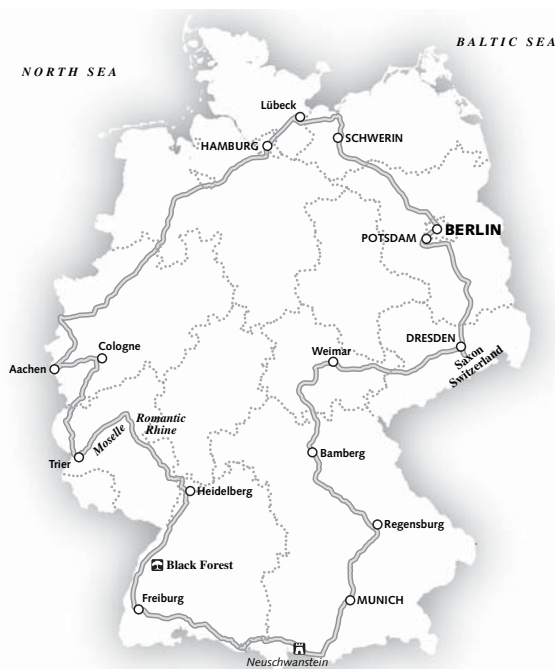 BALTIC SEA
NORTH SEA
Lübeck
HAMBURG
SCHWERIN
BERLIN
POTSDAM
DRESDEN
Saxon
Switzerland
Cologne
Weimar
Aachen
Romantic
Rhine
Moselle
Trier
Bamberg
Heidelberg
Regensburg
Black Forest
Freiburg
MUNICH
Neuschwanstein